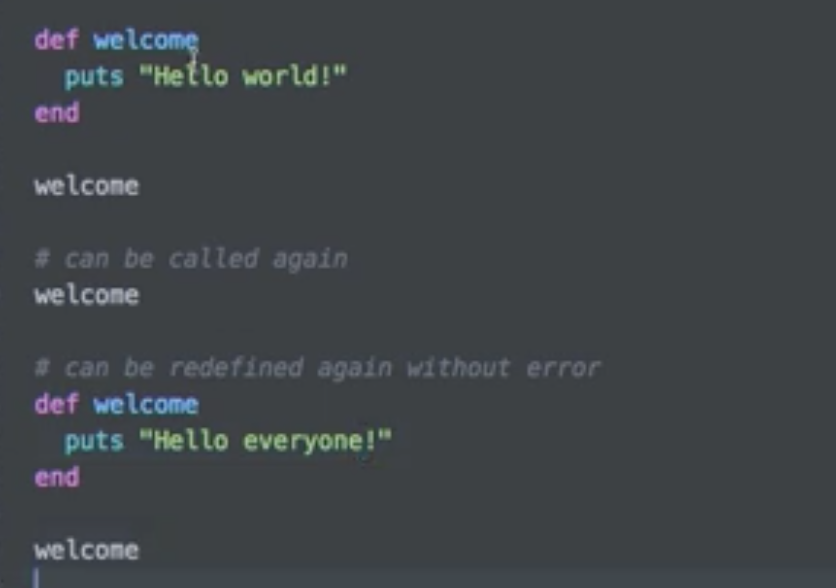 def welcome
  puts "Hello world!"
end

welcome

# can be called again
welcome

# can be redefined again without error
def welcome
  puts "Hello everyone!"
end

welcome